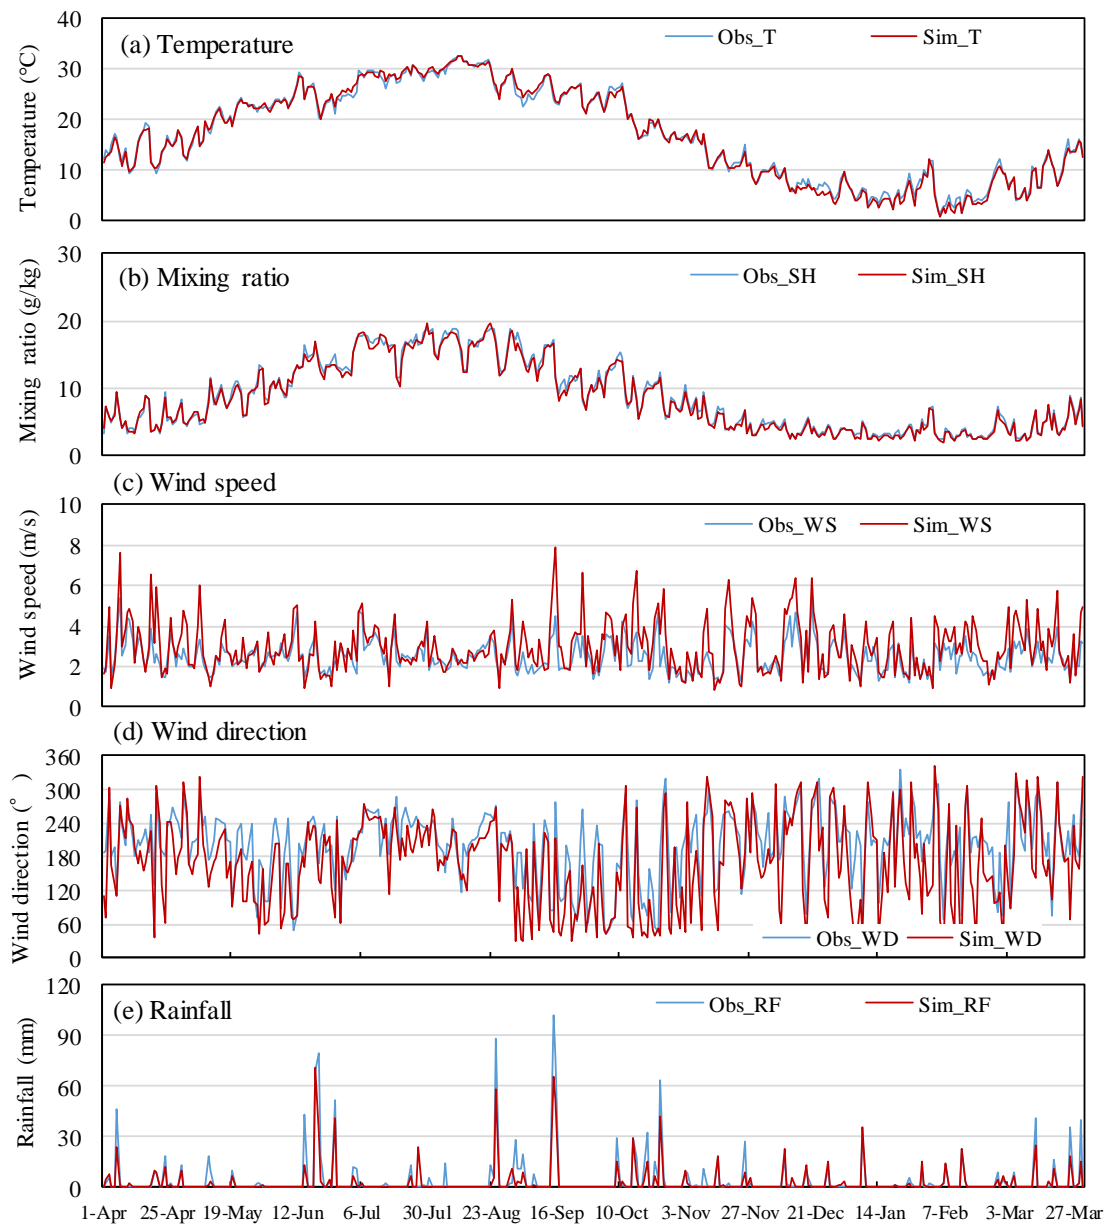 (a) Temperature
Obs_T
Sim_T
Temperature (°C)
40
30
20
10
0
(b) Mixing ratio
Obs_SH
Sim_SH
Mixing ratio (g/kg)
30
20
10
0
(c) Wind speed
Obs_WS
Sim_WS
Wind speed (m/s)
10
8
6
4
2
0
(d) Wind direction
Obs_WD
Sim_WD
Wind direction (°)
360
300
240
180
120
60
0
(e) Rainfall
Obs_RF
Sim_RF
Rainfall (mm)
120
90
60
30
0
1-Apr 25-Apr 19-May 12-Jun 6-Jul 30-Jul 23-Aug 16-Sep 10-Oct 3-Nov 27-Nov 21-Dec 14-Jan 7-Feb 3-Mar 27-Mar